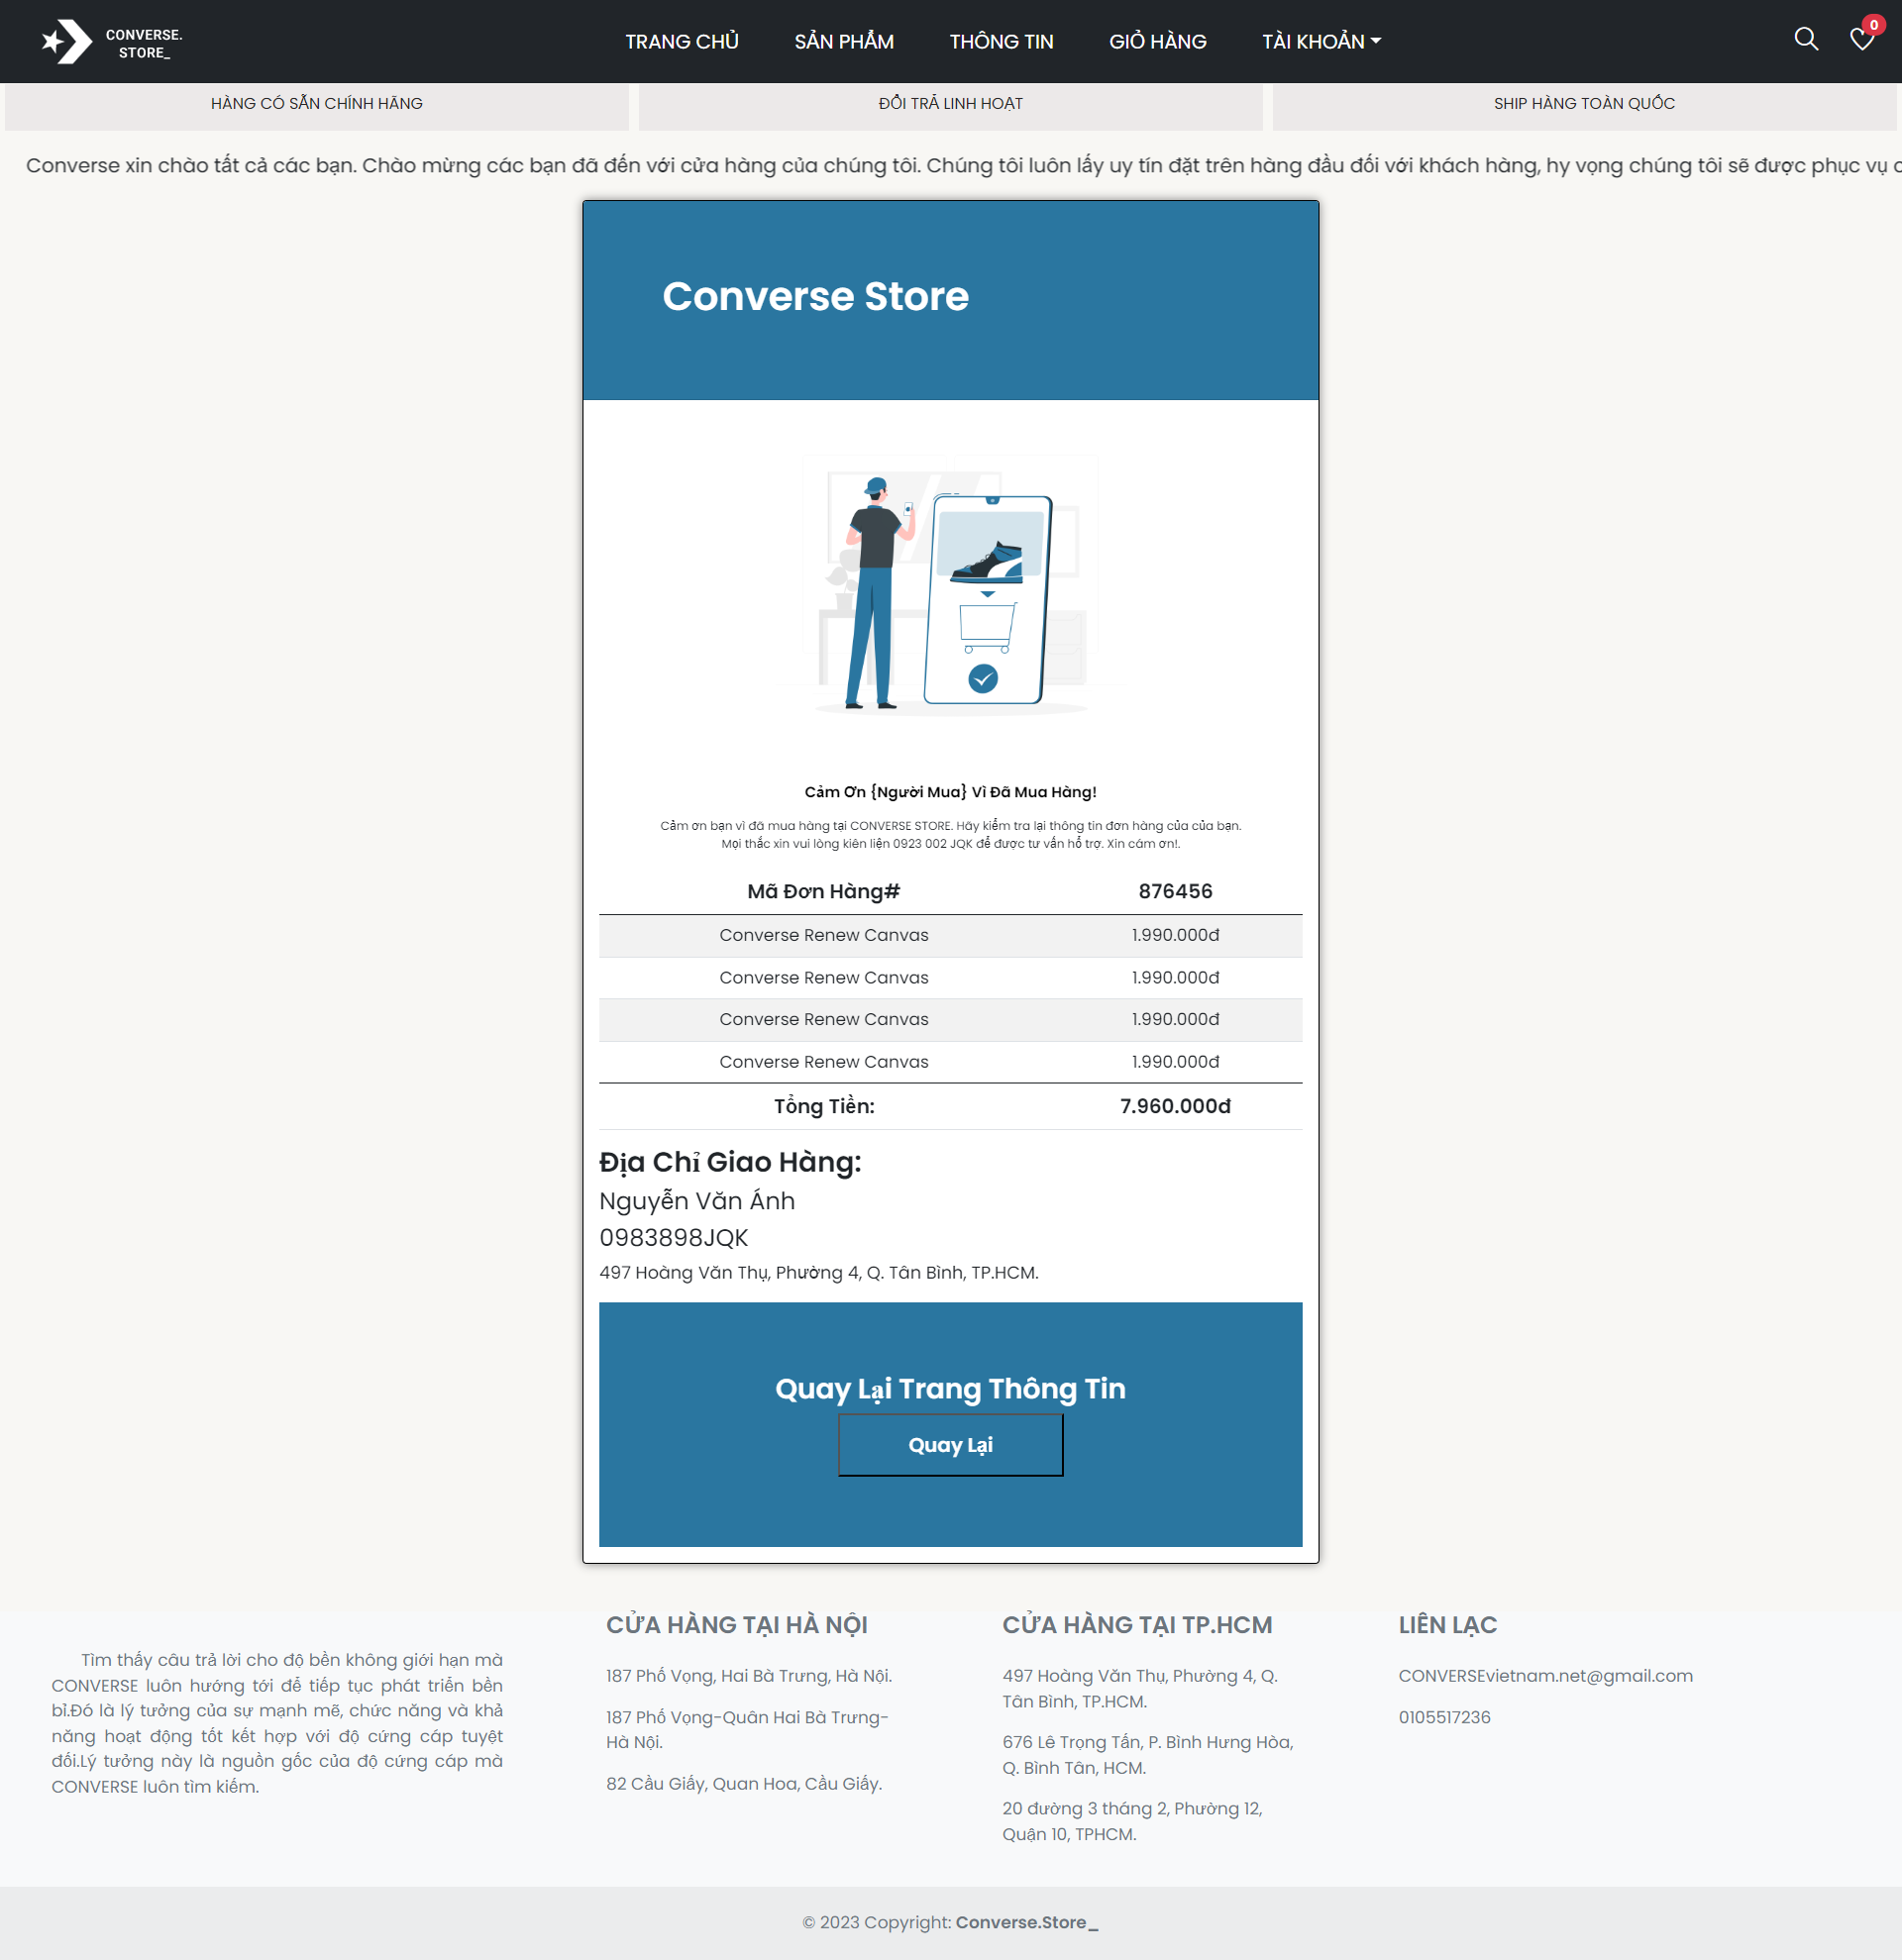 CONVERSE.
STORE_
TRANG CHỦ
SẢN PHẨM
THÔNG TIN
GIỎ HÀNG
TÀI KHOẢN
0
HÀNG CÓ SẴN CHÍNH HÃNG
ĐỔI TRẢ LINH HOẠT
SHIP HÀNG TOÀN QUỐC
Converse xin chào tất cả các bạn. Chào mừng các bạn đã đến với cửa hàng của chúng tôi. Chúng tôi luôn lấy uy tín đặt trên hàng đầu đối với khách hàng, hy vọng chúng tôi sẽ được phục vụ
Converse Store
Cảm Ơn {Người Mua} Vì Đã Mua Hàng!
Cảm ơn bạn vì đã mua hàng tại CONVERSE STORE. Hãy kiểm tra lại thông tin đơn hàng của của bạn.
Mọi thắc xin vui lòng kiên liện 0923 002 JQK để được tư vấn hổ trợ. Xin cám ơn!.
Mã Đơn Hàng# 876456
Converse Renew Canvas 1.990.000đ
Converse Renew Canvas 1.990.000đ
Converse Renew Canvas 1.990.000đ
Converse Renew Canvas 1.990.000đ
Tổng Tiền: 7.960.000đ
Địa Chỉ Giao Hàng:
Nguyễn Văn Ánh
0983898JQK
497 Hoàng Văn Thụ, Phường 4, Q. Tân Bình, TP.HCM.
Quay Lại Trang Thông Tin
Quay Lại
Tìm thấy câu trả lời cho độ bền không giới hạn mà
CONVERSE luôn hướng tới để tiếp tục phát triển bền
bỉ.Đó là lý tưởng của sự mạnh mẽ, chức năng và khả
năng hoạt động tốt kết hợp với độ cứng cáp tuyệt
đối.Lý tưởng này là nguồn gốc của độ cứng cáp mà
CONVERSE luôn tìm kiếm.
CỬA HÀNG TẠI HÀ NỘI
187 Phố Vọng, Hai Bà Trưng, Hà Nội.
187 Phố Vọng-Quân Hai Bà Trưng-
Hà Nội.
82 Cầu Giấy, Quan Hoa, Cầu Giấy.
CỬA HÀNG TẠI TP.HCM
497 Hoàng Văn Thụ, Phường 4, Q.
Tân Bình, TP.HCM.
676 Lê Trọng Tấn, P. Bình Hưng Hòa,
Q. Bình Tân, HCM.
20 đường 3 tháng 2, Phường 12,
Quận 10, TPHCM.
LIÊN LẠC
CONVERSEvietnam.net@gmail.com
0105517236
© 2023 Copyright: Converse.Store_